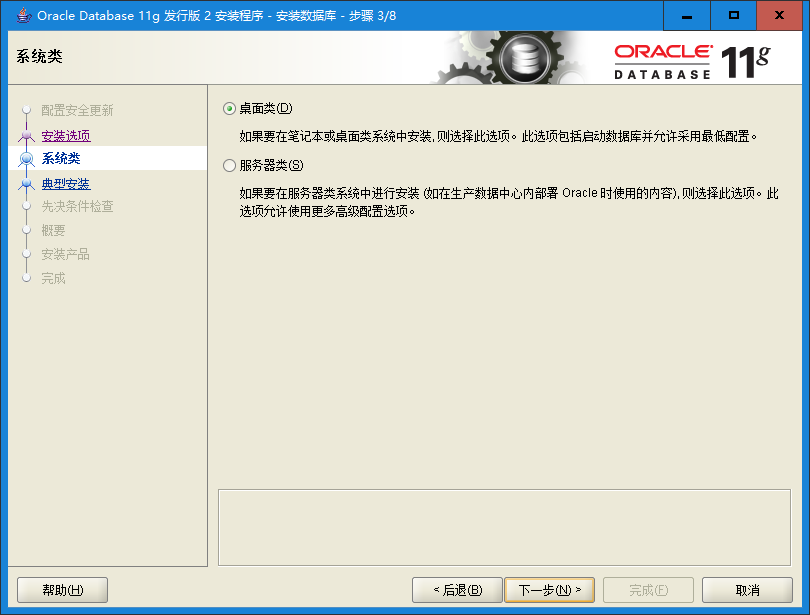 Oracle Database 11g 发行版 2 安装程序 - 安装数据库 - 步骤 3/8
系统类
ORACLE
DATABASE
11g
配置安全更新
安装选项
系统类
典型安装
先决条件检查
概要
安装产品
完成
桌面类(D)
如果要在笔记本或桌面类系统中安装, 则选择此选项。此选项包括启动数据库并允许采用最低配置。
服务器类(S)
如果要在服务器类系统中进行安装 (如在生产数据中心内部署 Oracle 时使用的内容), 则选择此选项。此
选项允许使用更多高级配置选项。
帮助(H)
< 后退(B)
下一步(N) >
完成(F)
取消